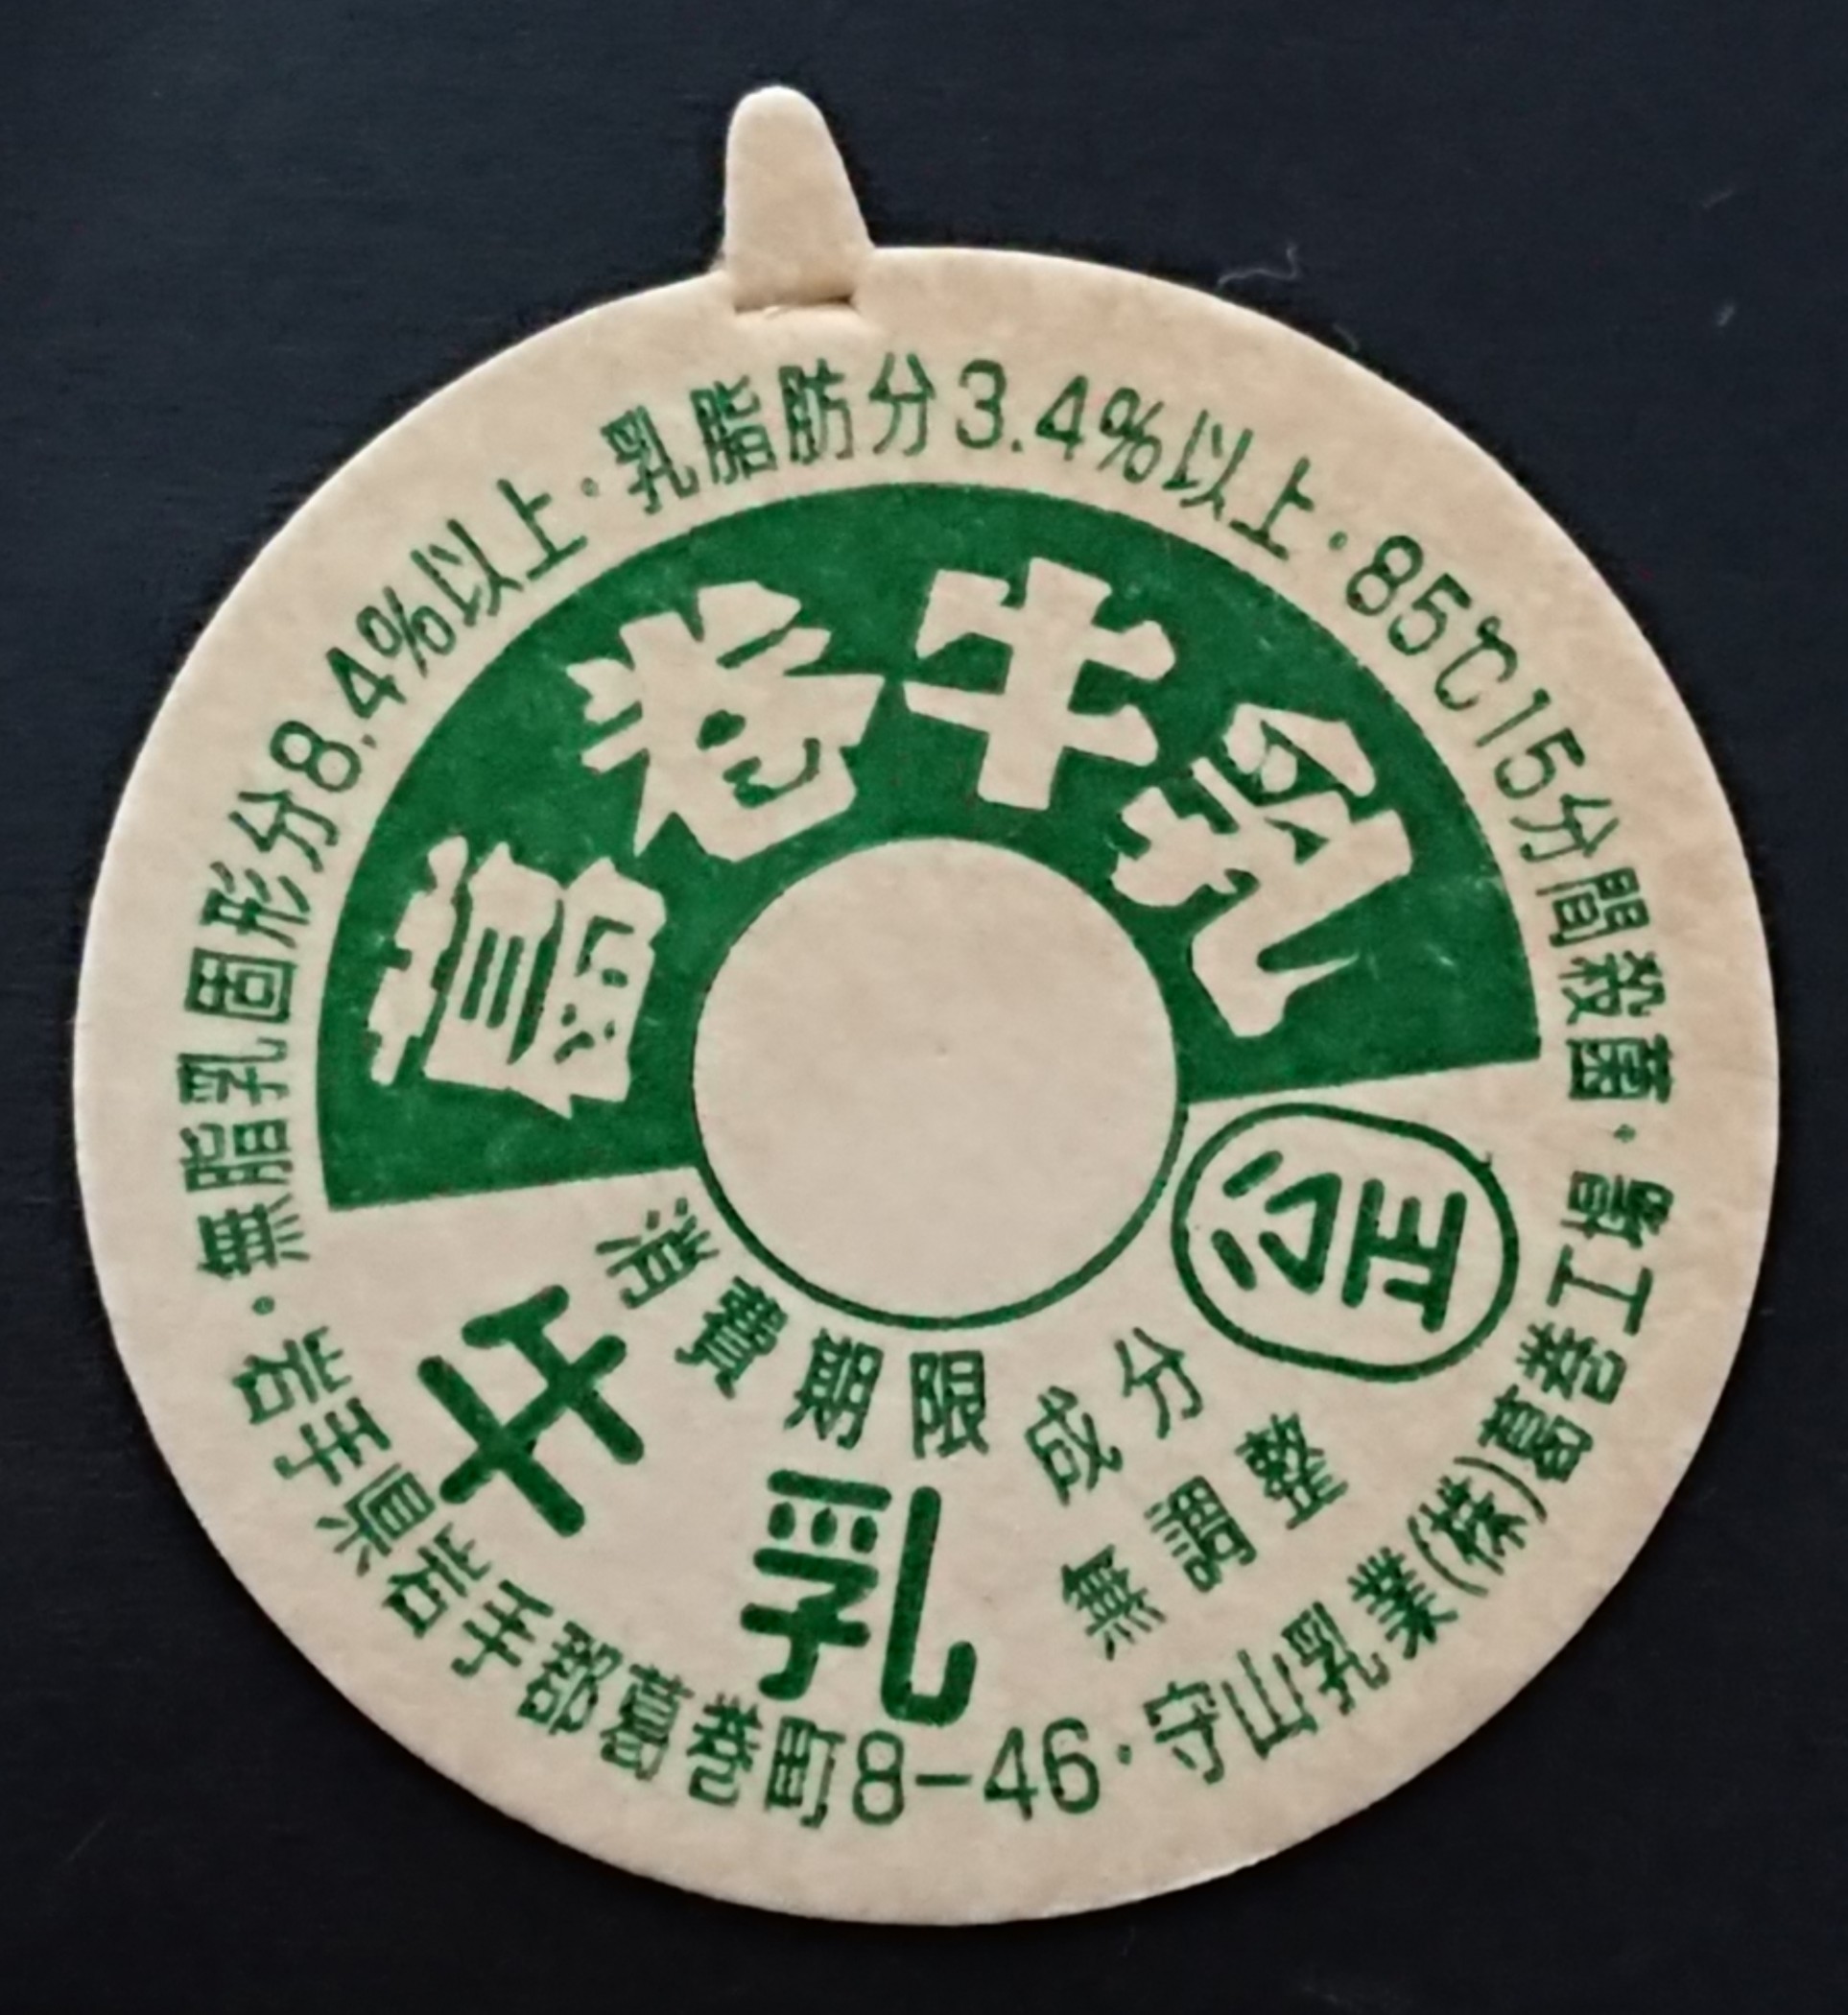 無脂乳固形分8.4%以上・乳脂肪分3.4%以上・85℃15分間殺菌・
葛巻牛乳
公正
消費期限
牛乳
成分
無調整
岩手県岩手郡葛巻町8-46・守山乳業(株)葛巻工場